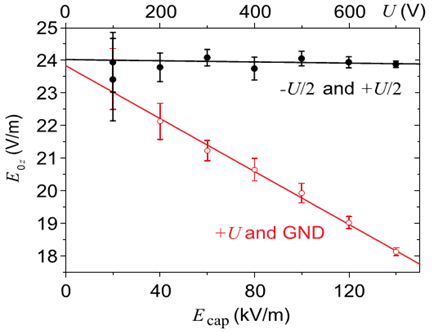 0 200 400 600 U (V)
25
24
23
22
21
20
19
18
E0z (V/m)
-U/2 and +U/2
+U and GND
0 40 80 120
Ecap (kV/m)